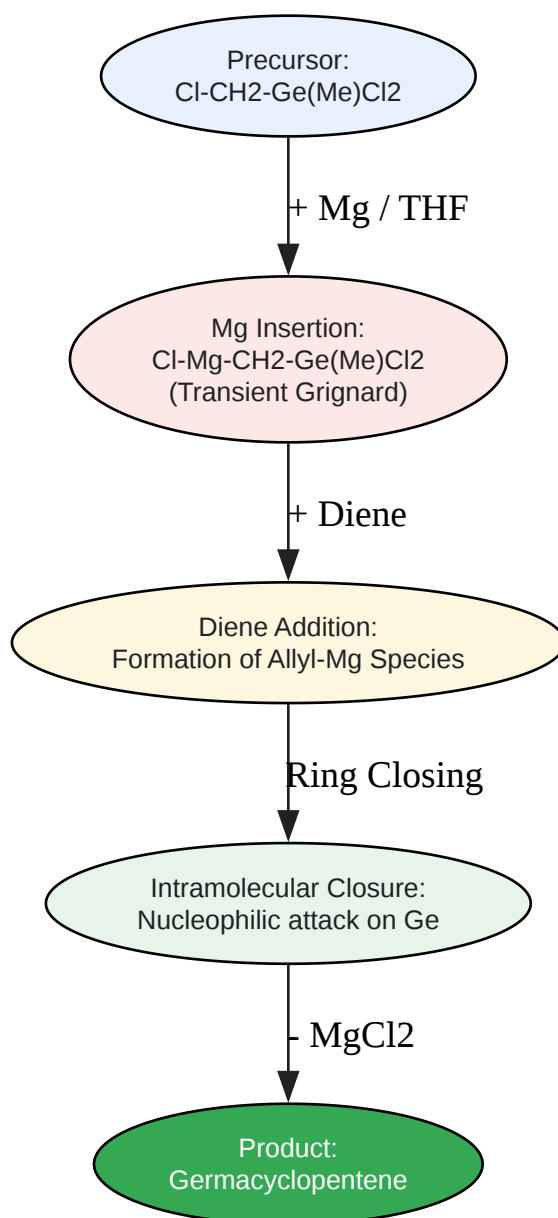 Precursor:
Cl-CH2-Ge(Me)Cl2
+ Mg / THF
Mg Insertion:
Cl-Mg-CH2-Ge(Me)Cl2
(Transient Grignard)
+ Diene
Diene Addition:
Formation of Allyl-Mg Species
Ring Closing
Intramolecular Closure:
Nucleophilic attack on Ge
- MgCl2
Product:
Germacyclopentene